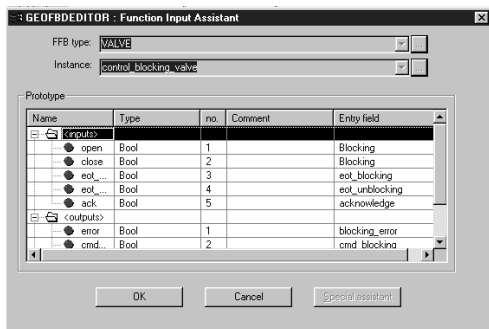 GEOFBDEDITOR : Function Input Assistant
FFB type: VALVE
Instance: control_blocking_valve
Prototype
Name Type no. Comment Entry field
<inputs>
open Bool 1 Blocking
close Bool 2 Blocking
eot_... Bool 3 eot_blocking
eot_... Bool 4 eot_unblocking
ack Bool 5 acknowledge
<outputs>
error Bool 1 blocking_error
cmd... Bool 2 cmd_blocking
OK Cancel Special assistant